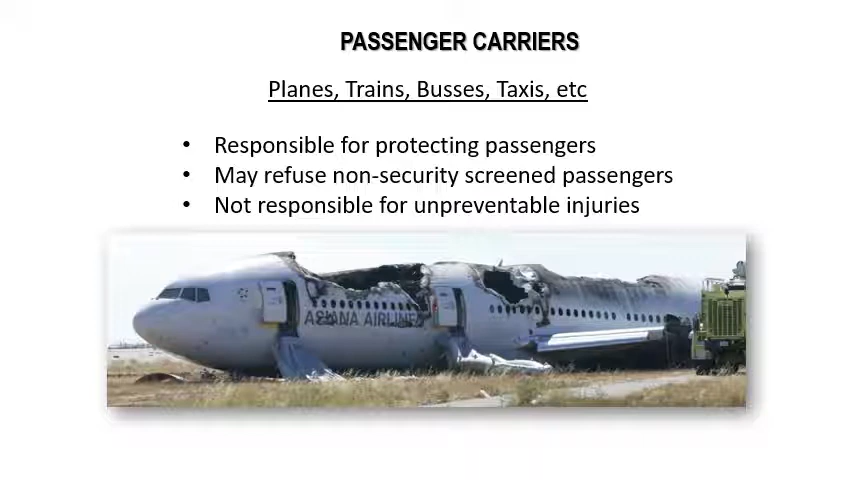 PASSENGER CARRIERS
Planes, Trains, Busses, Taxis, etc
• Responsible for protecting passengers
• May refuse non-security screened passengers
• Not responsible for unpreventable injuries
ASIANA AIRLINES